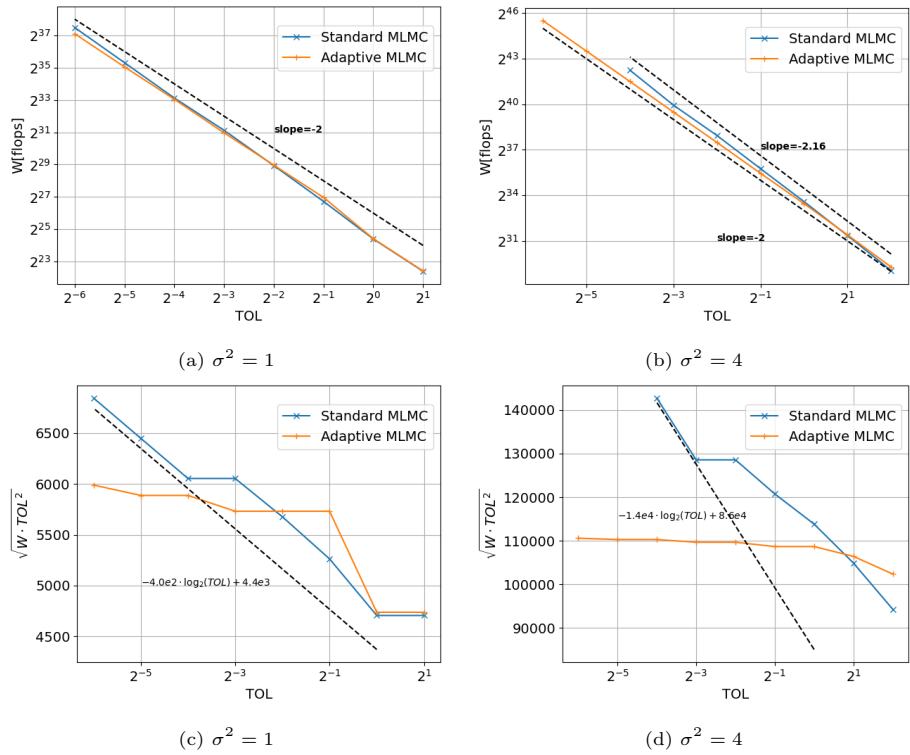 2^37
2^35
2^33
2^31
2^29
2^27
2^25
2^23
W[flops]
Standard MLMC
Adaptive MLMC
slope=-2
2^−6 2^−5 2^−4 2^−3 2^−2 2^−1 2^0 2^1
TOL
(a) σ^2 = 1
2^46
2^43
2^40
2^37
2^34
2^31
W[flops]
Standard MLMC
Adaptive MLMC
slope=-2.16
slope=-2
2^−5 2^−3 2^−1 2^1
TOL
(b) σ^2 = 4
6500
6000
5750
5500
5000
4500
√W · TOL^2
Standard MLMC
Adaptive MLMC
−4.0e2 · log_2(TOL) + 4.4e3
2^−5 2^−3 2^−1 2^1
TOL
(c) σ^2 = 1
140000
130000
120000
110000
100000
90000
√W · TOL^2
Standard MLMC
Adaptive MLMC
−1.4e4 · log_2(TOL) + 8.6e4
2^−5 2^−3 2^−1 2^1
TOL
(d) σ^2 = 4